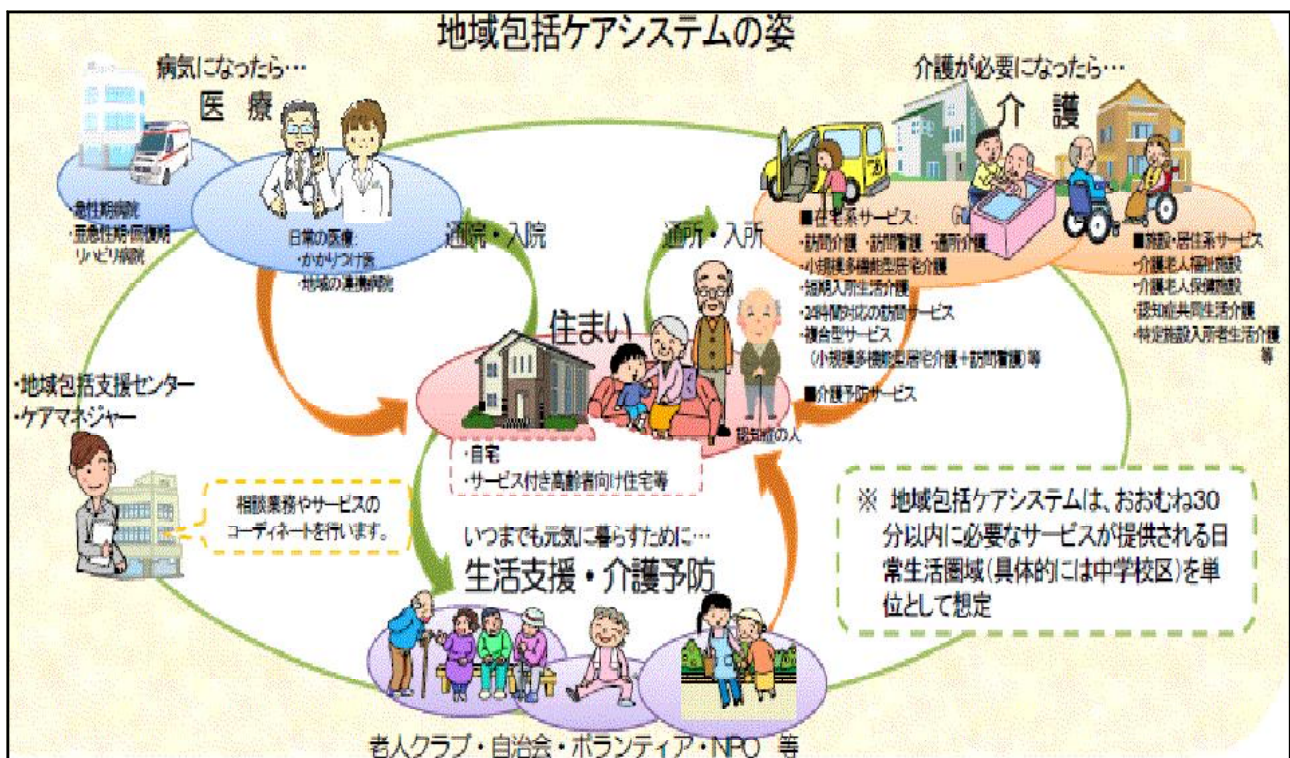 地域包括ケアシステムの姿
病気になったら…
医 療
・急性期病院
・亜急性期・回復期
リハビリ病院
日常の医療:
・かかりつけ医
・地域の連携病院
通院・入院
通所・入所
介護が必要になったら…
介 護
■在宅系サービス:
・訪問介護 ・訪問看護 ・通所介護
・小規模多機能型居宅介護
・短期入所生活介護
・24時間対応の訪問サービス
・複合型サービス
(小規模多機能型居宅介護+訪問看護)等
■介護予防サービス
■施設・居住系サービス
・介護老人福祉施設
・介護老人保健施設
・認知症共同生活介護
・特定施設入所者生活介護
等
住まい
認知症の人
・自宅
・サービス付き高齢者向け住宅等
・地域包括支援センター
・ケアマネジャー
相談業務やサービスの
コーディネートを行います。
いつまでも元気に暮らすために…
生活支援・介護予防
老人クラブ・自治会・ボランティア・NPO 等
※ 地域包括ケアシステムは、おおむね30
分以内に必要なサービスが提供される日
常生活圏域(具体的には中学校区)を単
位として想定